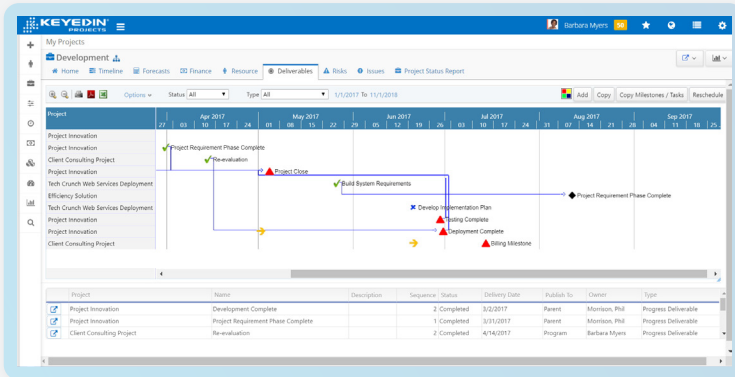 KEYEDIN®
PROJECTS
Barbara Myers 50
My Projects
Development
Home Timeline Forecasts Finance Resource Deliverables Risks Issues Project Status Report
Options Status All Type All 1/1/2017 To 11/1/2018 Add Copy Copy Milestones / Tasks Reschedule
Project Apr 2017 May 2017 Jun 2017 Jul 2017 Aug 2017 Sep 2017
27 03 10 17 24 01 08 15 22 29 05 12 19 26 03 10 17 24 31 07 14 21 28 04 11 18 25
Project Innovation
Project Innovation Project Requirement Phase Complete
Client Consulting Project Re-evaluation
Project Innovation Project Close
Tech Crunch Web Services Deployment Build System Requirements
Efficiency Solution Project Requirement Phase Complete
Tech Crunch Web Services Deployment Develop Implementation Plan
Project Innovation Testing Complete
Project Innovation Deployment Complete
Client Consulting Project Billing Milestone
Project Name Description Sequence Status Delivery Date Publish To Owner Type
Project Innovation Development Complete 2 Completed 3/2/2017 Parent Morrison, Phil Progress Deliverable
Project Innovation Project Requirement Phase Complete 1 Completed 3/31/2017 Parent Morrison, Phil Progress Deliverable
Client Consulting Project Re-evaluation 2 Completed 4/14/2017 Program Barbara Myers Progress Deliverable